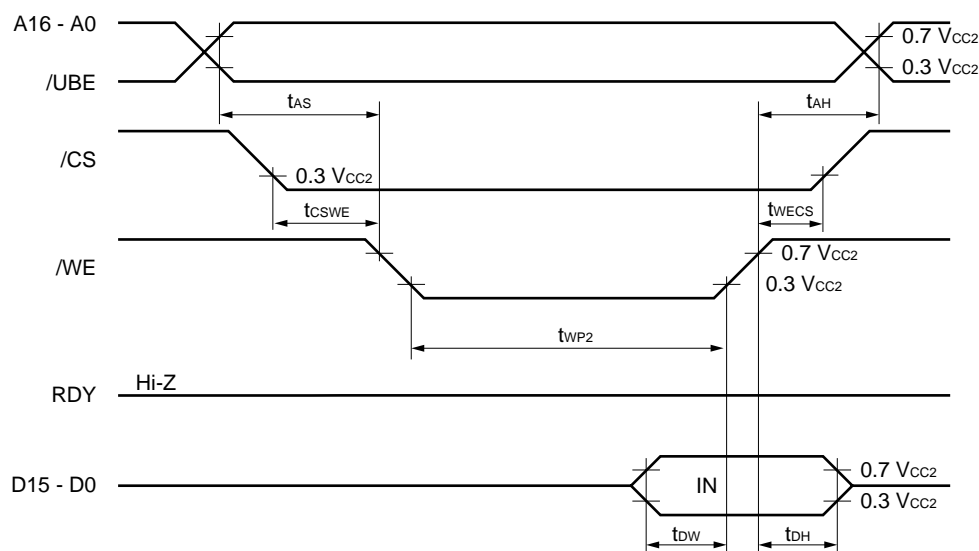 A16 - A0
/UBE
0.7 VCC2
0.3 VCC2
tAS
tAH
/CS
0.3 VCC2
tCSWE
tWECS
/WE
0.7 VCC2
0.3 VCC2
tWP2
RDY
Hi-Z
D15 - D0
IN
0.7 VCC2
0.3 VCC2
tDW
tDH